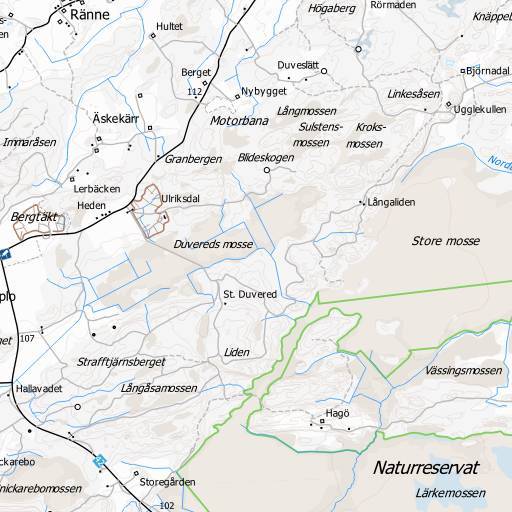 Ränne
Högaberg
Rörmaden
Hultet
Duveslätt
Berget
112
Nybygget
Björnadal
Linkesåsen
Ugglekullen
Äskekärr
Motorbana
Långmossen
Sulstens-
mossen
Kroks-
mossen
Immaråsen
Granbergen
Blideskogen
Lerbäcken
Heden
Ulriksdal
Långaliden
Bergtäkt
Duvereds mosse
Store mosse
St. Duvered
107
Liden
Strafftjärnsberget
Hallavadet
Långåsamossen
Vässingsmossen
Hagö
Naturreservat
Lärkemossen
Storegården
102